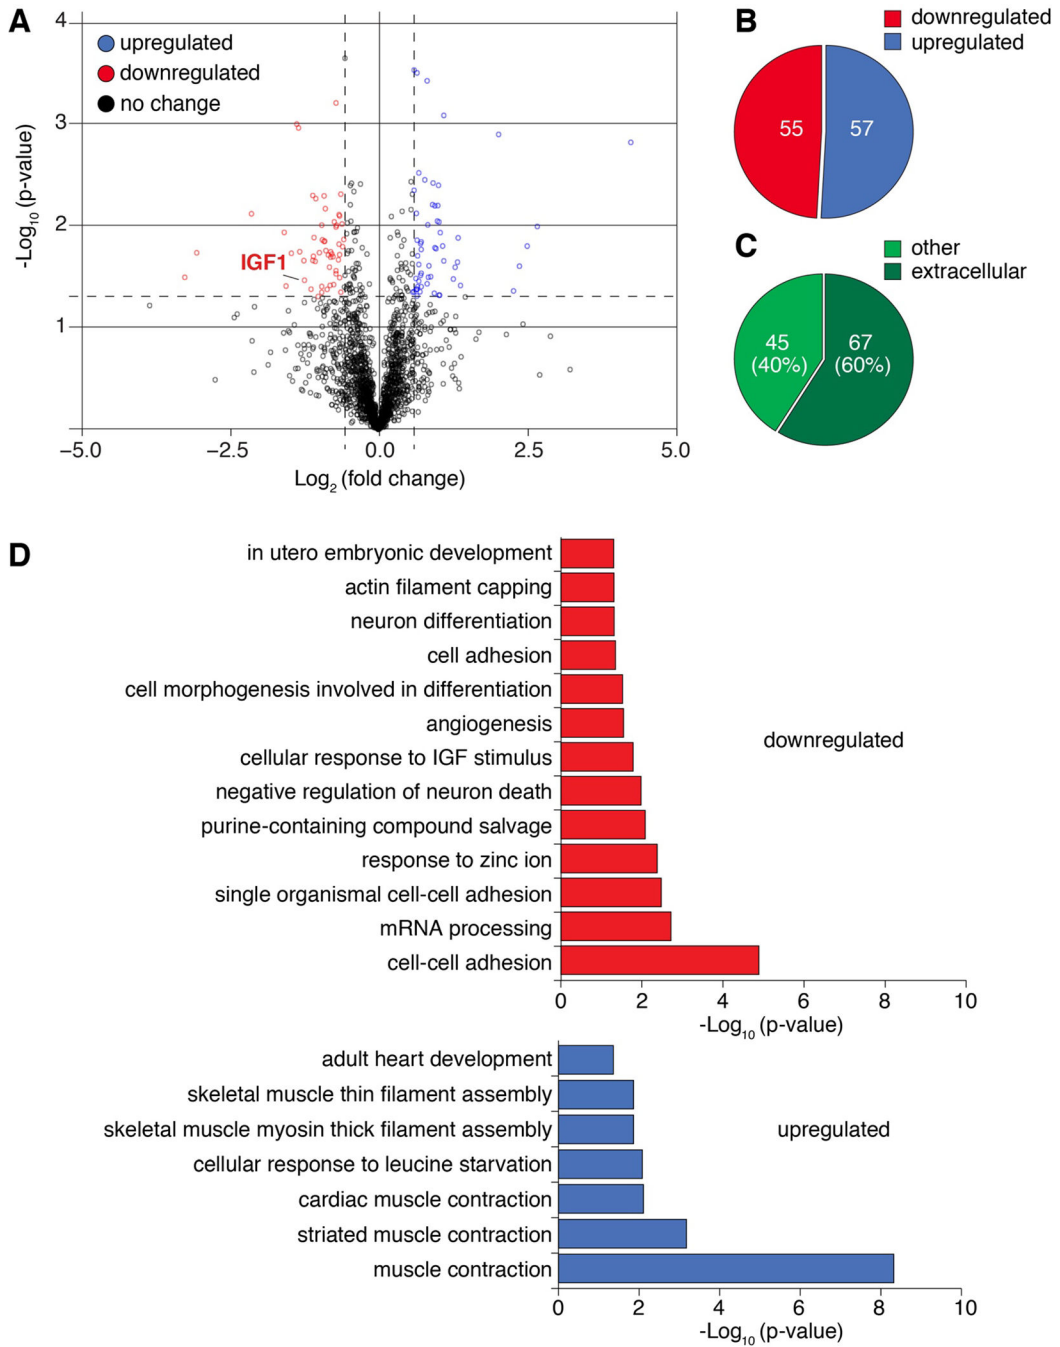 A
4
3
2
1
-Log10 (p-value)
upregulated
downregulated
no change
IGF1
−5.0
−2.5
0.0
2.5
5.0
Log2 (fold change)
B
downregulated
upregulated
55
57
C
other
extracellular
45
(40%)
67
(60%)
D
in utero embryonic development
actin filament capping
neuron differentiation
cell adhesion
cell morphogenesis involved in differentiation
angiogenesis
cellular response to IGF stimulus
negative regulation of neuron death
purine-containing compound salvage
response to zinc ion
single organismal cell-cell adhesion
mRNA processing
cell-cell adhesion
downregulated
0
2
4
6
8
10
-Log10 (p-value)
adult heart development
skeletal muscle thin filament assembly
skeletal muscle myosin thick filament assembly
cellular response to leucine starvation
cardiac muscle contraction
striated muscle contraction
muscle contraction
upregulated
0
2
4
6
8
10
-Log10 (p-value)